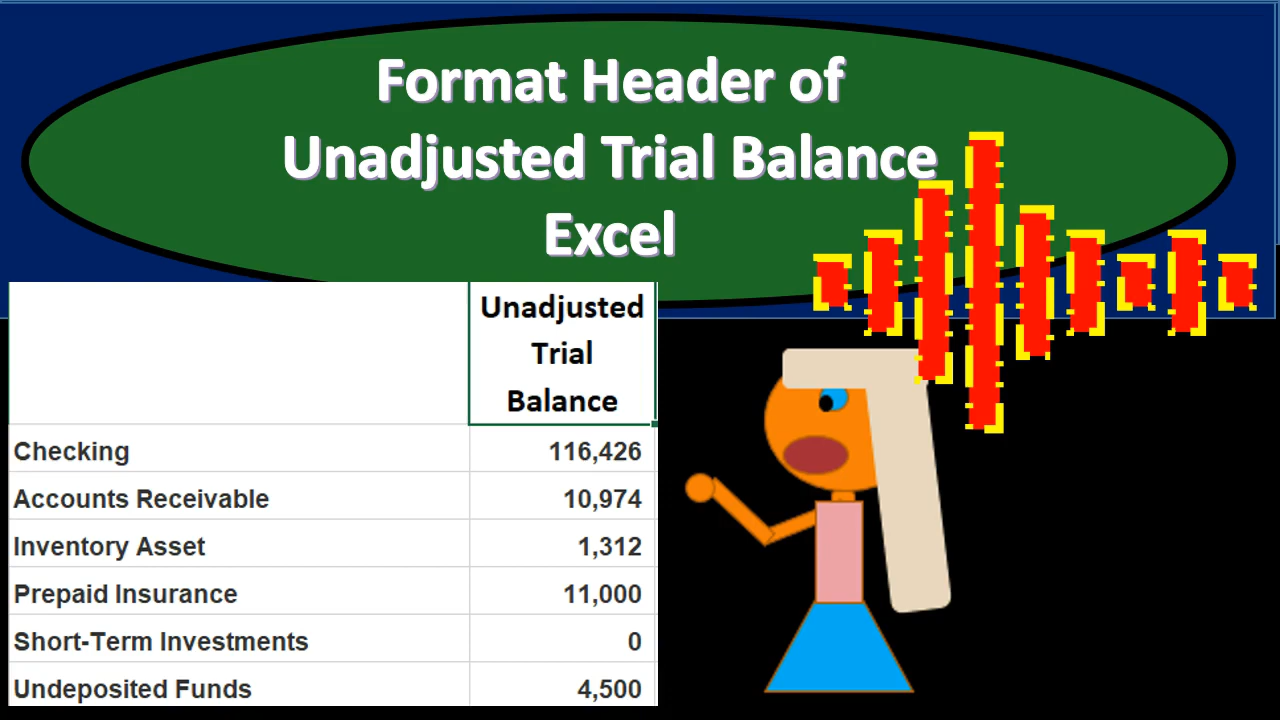 Format Header of
Unadjusted Trial Balance
Excel
Unadjusted
Trial
Balance
Checking 116,426
Accounts Receivable 10,974
Inventory Asset 1,312
Prepaid Insurance 11,000
Short-Term Investments 0
Undeposited Funds 4,500